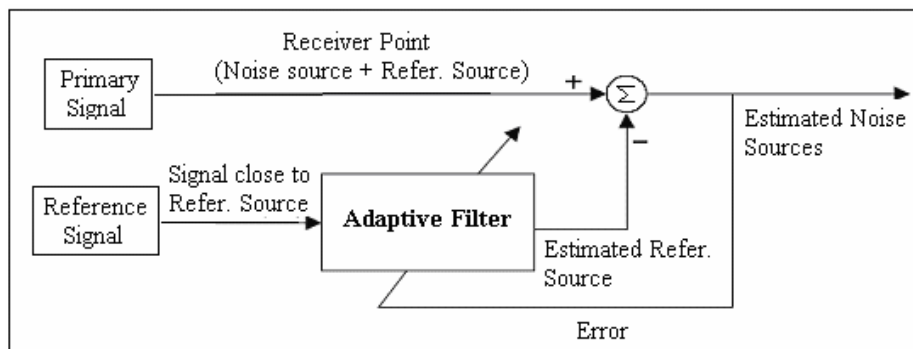 Receiver Point
(Noise source + Refer. Source)
Primary
Signal
+
Σ
Estimated Noise
Sources
−
Signal close to
Refer. Source
Reference
Signal
Adaptive Filter
Estimated Refer.
Source
Error